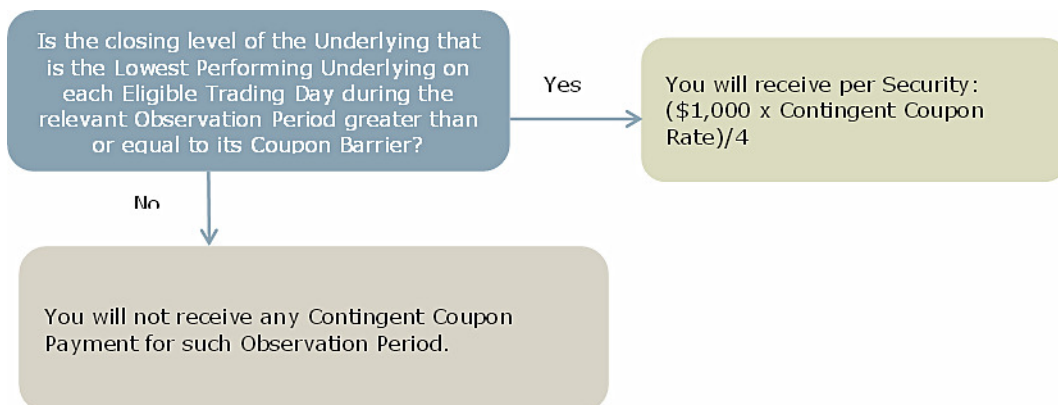 Is the closing level of the Underlying that
is the Lowest Performing Underlying on
each Eligible Trading Day during the
relevant Observation Period greater than
or equal to its Coupon Barrier?
Yes
You will receive per Security:
($1,000 x Contingent Coupon
Rate)/4
No
You will not receive any Contingent Coupon
Payment for such Observation Period.